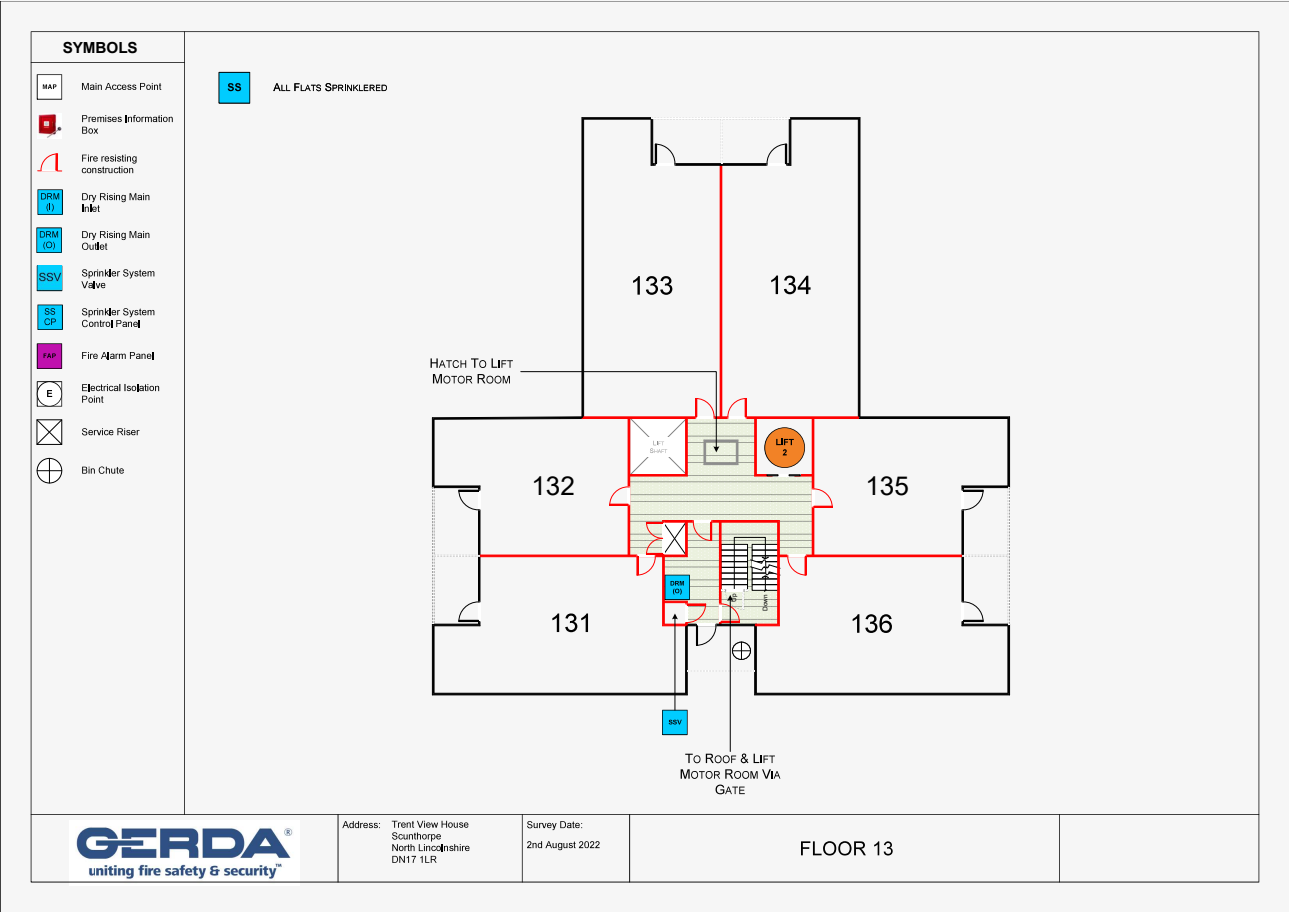 SYMBOLS
MAP
Main Access Point
Premises Information
Box
Fire resisting
construction
DRM
(I)
Dry Rising Main
Inlet
DRM
(O)
Dry Rising Main
Outlet
SSV
Sprinkler System
Valve
SS
CP
Sprinkler System
Control Panel
FAP
Fire Alarm Panel
E
Electrical Isolation
Point
Service Riser
Bin Chute
SS
ALL FLATS SPRINKLERED
133
134
HATCH TO LIFT
MOTOR ROOM
LIFT
SHAFT
LIFT
2
132
135
DRM
(O)
Up
Down
131
136
SSV
TO ROOF & LIFT
MOTOR ROOM VIA
GATE
GERDA®
uniting fire safety & security™
Address:
Trent View House
Scunthorpe
North Lincolnshire
DN17 1LR
Survey Date:
2nd August 2022
FLOOR 13